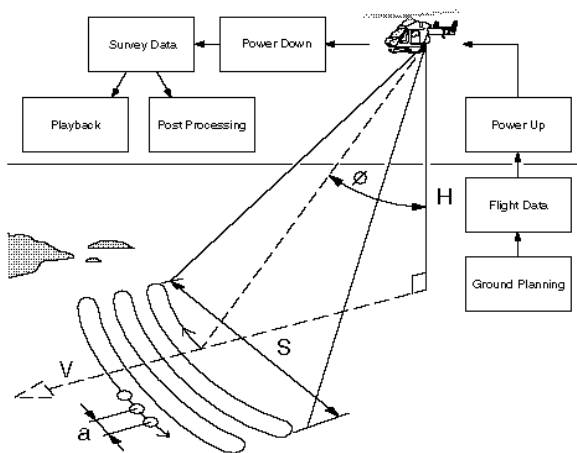 Survey Data
Power Down
Playback
Post Processing
Power Up
ø
H
Flight Data
Ground Planning
S
V
a